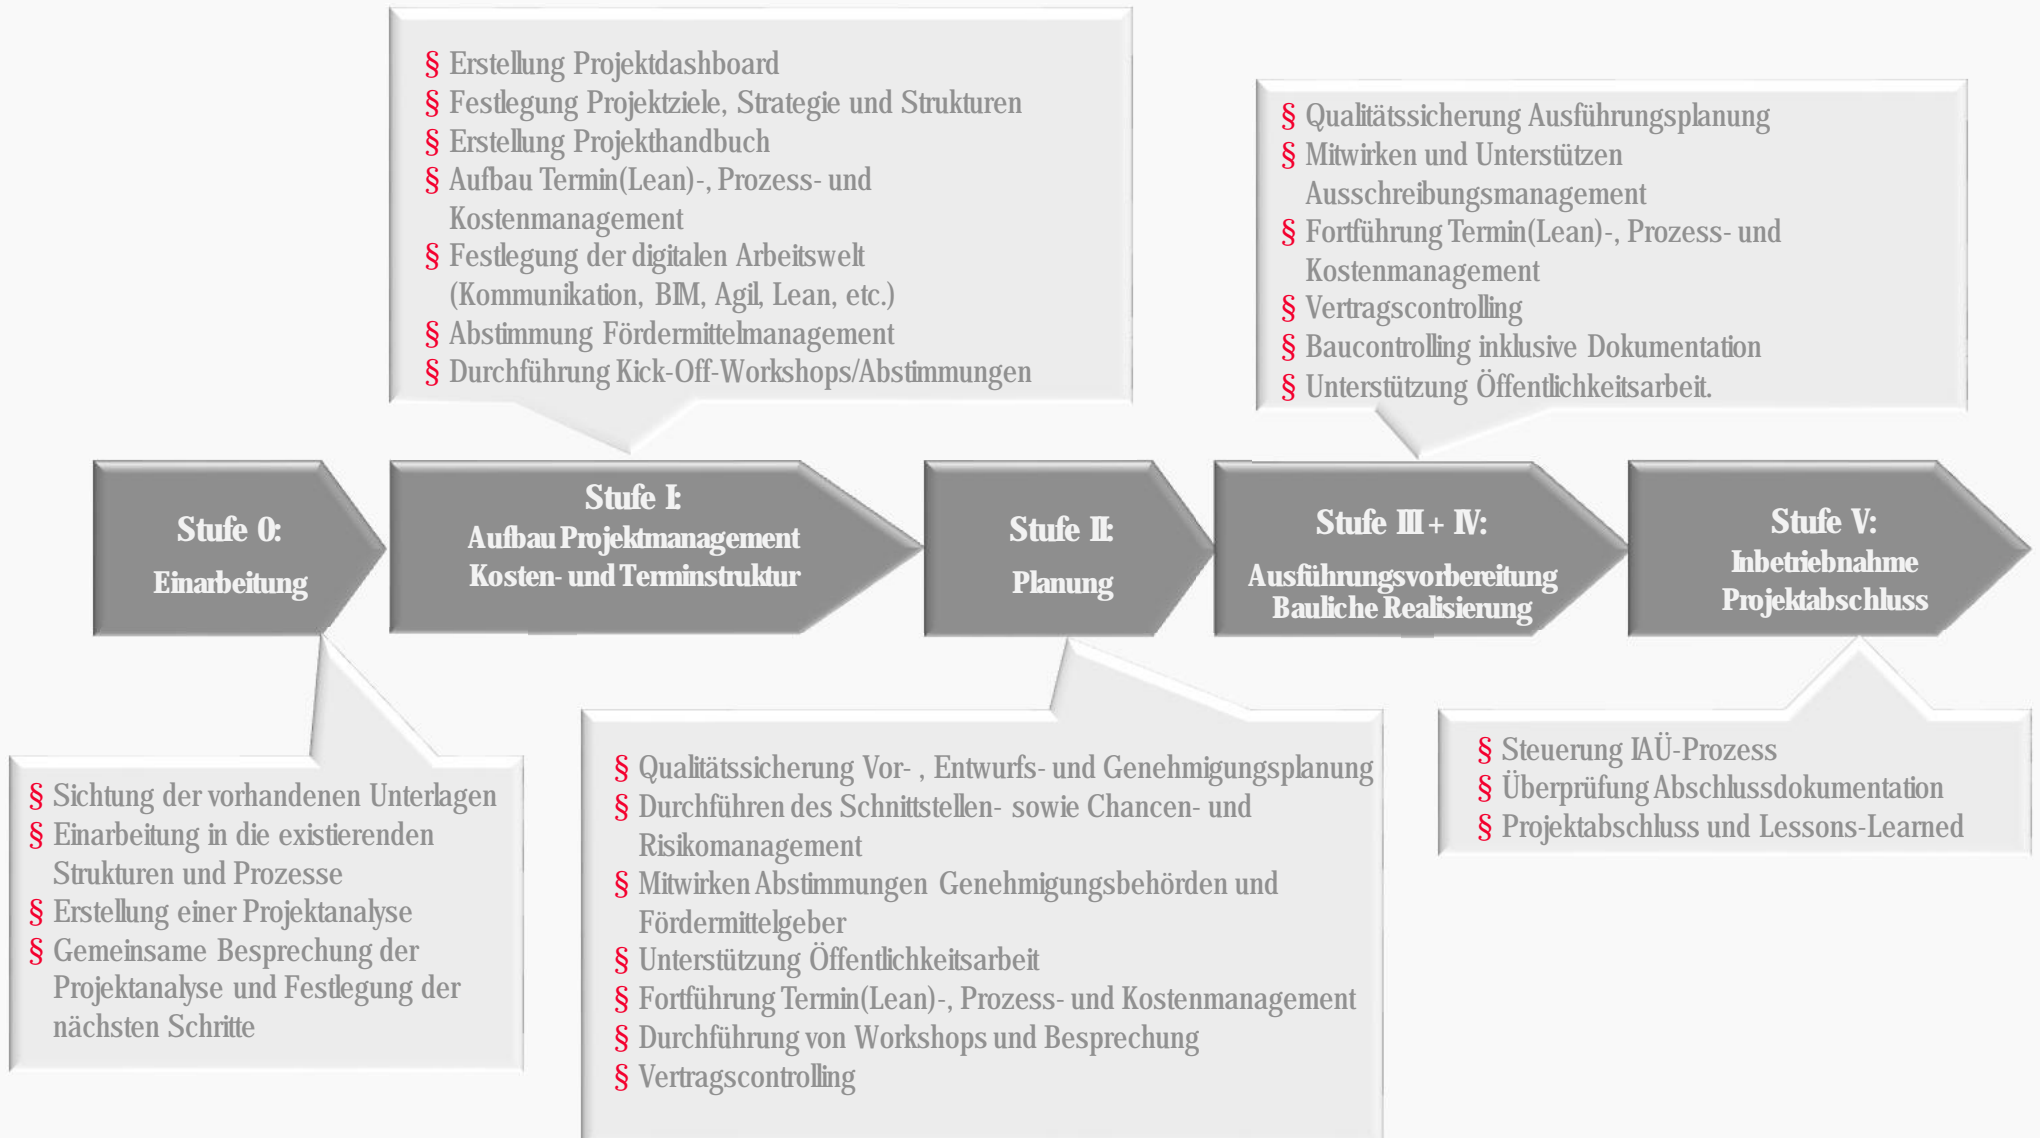 § Erstellung Projektdashboard
§ Festlegung Projektziele, Strategie und Strukturen
§ Erstellung Projekthandbuch
§ Aufbau Termin(Lean)-, Prozess- und
Kostenmanagement
§ Festlegung der digitalen Arbeitswelt
(Kommunikation, BIM, Agil, Lean, etc.)
§ Abstimmung Fördermittelmanagement
§ Durchführung Kick-Off-Workshops/Abstimmungen
§ Qualitätssicherung Ausführungsplanung
§ Mitwirken und Unterstützen
Ausschreibungsmanagement
§ Fortführung Termin(Lean)-, Prozess- und
Kostenmanagement
§ Vertragscontrolling
§ Baucontrolling inklusive Dokumentation
§ Unterstützung Öffentlichkeitsarbeit.
Stufe 0:
Einarbeitung
Stufe I:
Aufbau Projektmanagement
Kosten- und Terminstruktur
Stufe II:
Planung
Stufe III + IV:
Ausführungsvorbereitung
Bauliche Realisierung
Stufe V:
Inbetriebnahme
Projektabschluss
§ Sichtung der vorhandenen Unterlagen
§ Einarbeitung in die existierenden
Strukturen und Prozesse
§ Erstellung einer Projektanalyse
§ Gemeinsame Besprechung der
Projektanalyse und Festlegung der
nächsten Schritte
§ Qualitätssicherung Vor- , Entwurfs- und Genehmigungsplanung
§ Durchführen des Schnittstellen- sowie Chancen- und
Risikomanagement
§ Mitwirken Abstimmungen Genehmigungsbehörden und
Fördermittelgeber
§ Unterstützung Öffentlichkeitsarbeit
§ Fortführung Termin(Lean)-, Prozess- und Kostenmanagement
§ Durchführung von Workshops und Besprechung
§ Vertragscontrolling
§ Steuerung IAÜ-Prozess
§ Überprüfung Abschlussdokumentation
§ Projektabschluss und Lessons-Learned